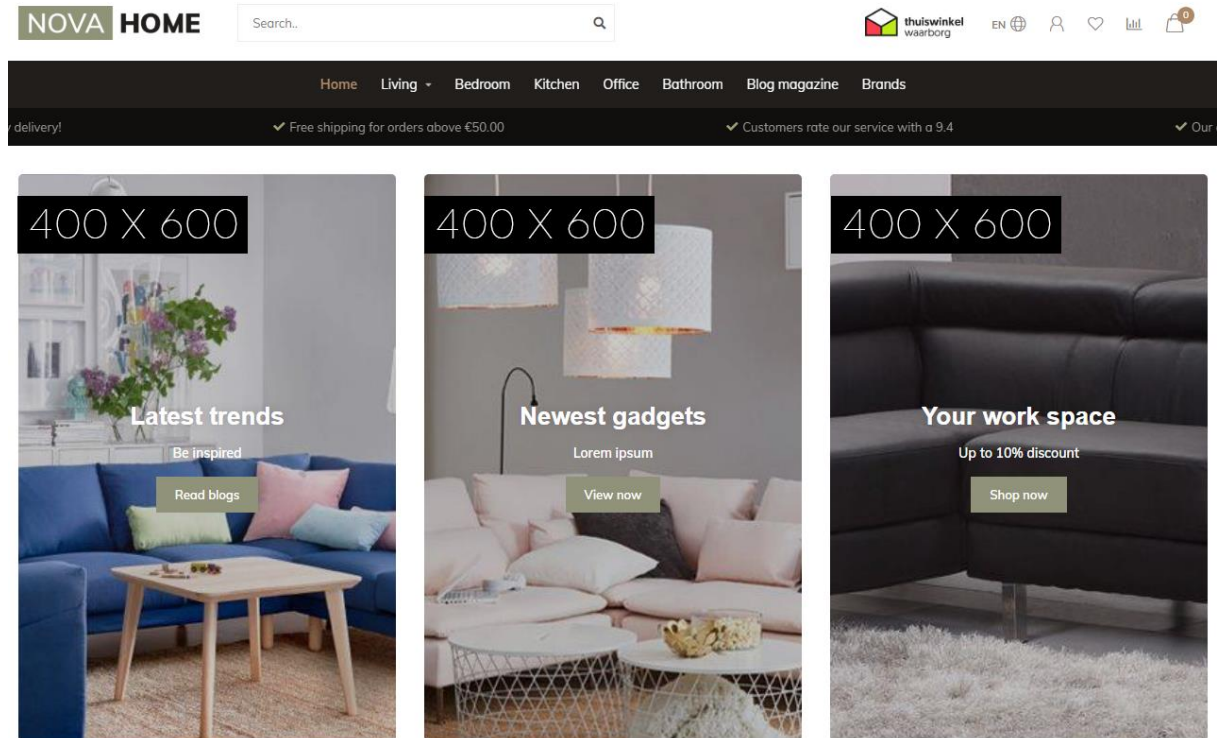 NOVA HOME
Search..
thuiswinkel
waarborg
EN
0
Home Living Bedroom Kitchen Office Bathroom Blog magazine Brands
delivery! Free shipping for orders above €50.00 Customers rate our service with a 9.4 Our
400 X 600
400 X 600
400 X 600
Latest trends
Be inspired
Read blogs
Newest gadgets
Lorem ipsum
View now
Your work space
Up to 10% discount
Shop now